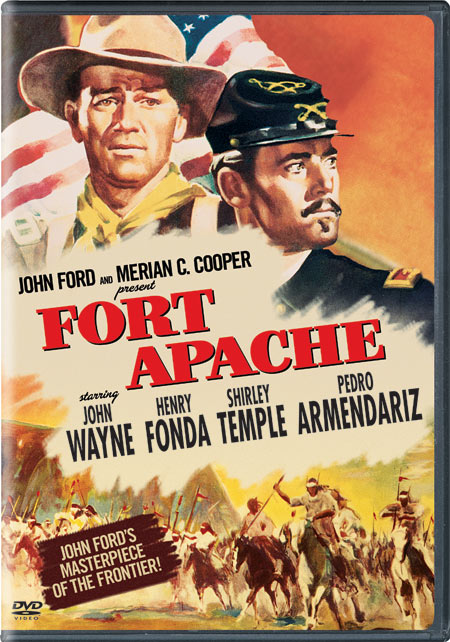 JOHN FORD AND MERIAN C. COOPER
present
FORT
APACHE
starring
JOHN WAYNE
HENRY FONDA
SHIRLEY TEMPLE
PEDRO ARMENDARIZ
JOHN FORD'S
MASTERPIECE
OF THE FRONTIER!
DVD
VIDEO